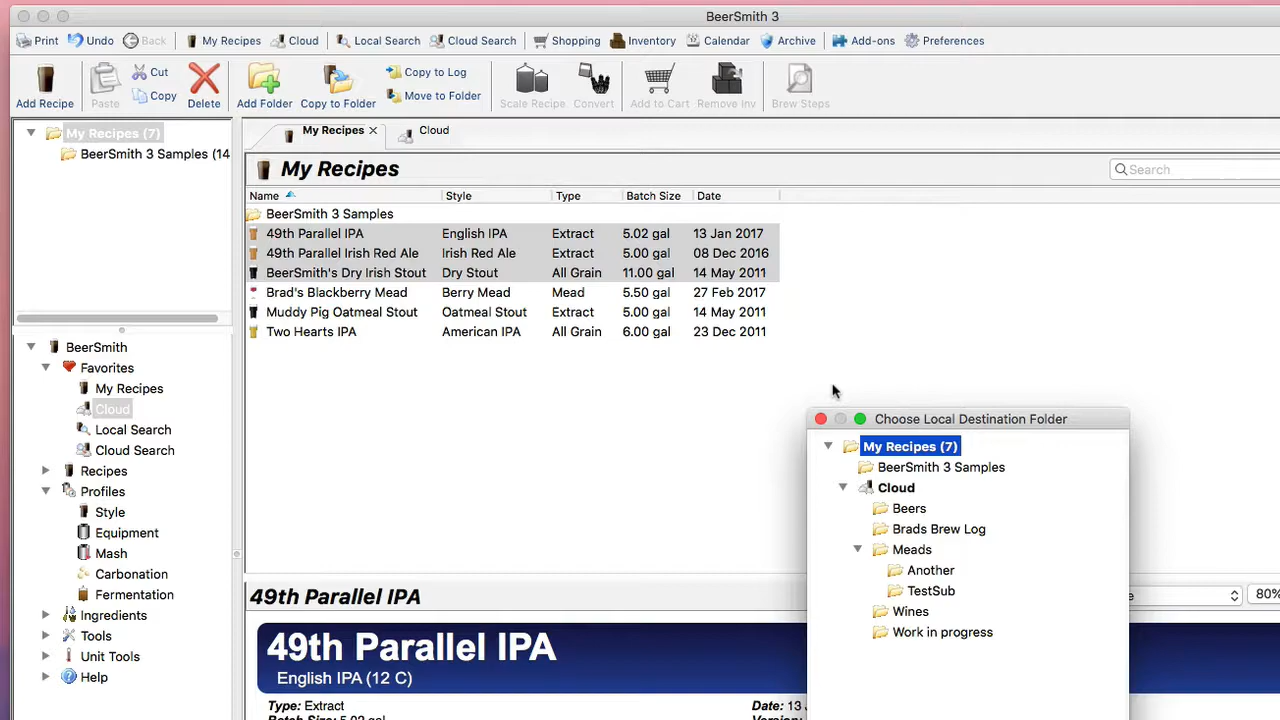 BeerSmith 3
Print Undo Back My Recipes Cloud Local Search Cloud Search Shopping Inventory Calendar Archive Add-ons Preferences
Add Recipe Paste Cut Copy Delete Add Folder Copy to Folder Copy to Log Move to Folder Scale Recipe Convert Add to Cart Remove Inv Brew Steps
My Recipes (7)
BeerSmith 3 Samples (14
BeerSmith
Favorites
My Recipes
Cloud
Local Search
Cloud Search
Recipes
Profiles
Style
Equipment
Mash
Carbonation
Fermentation
Ingredients
Tools
Unit Tools
Help
My Recipes Cloud
My Recipes
Search
Name Style Type Batch Size Date
BeerSmith 3 Samples
49th Parallel IPA English IPA Extract 5.02 gal 13 Jan 2017
49th Parallel Irish Red Ale Irish Red Ale Extract 5.00 gal 08 Dec 2016
BeerSmith's Dry Irish Stout Dry Stout All Grain 11.00 gal 14 May 2011
Brad's Blackberry Mead Berry Mead Mead 5.50 gal 27 Feb 2017
Muddy Pig Oatmeal Stout Oatmeal Stout Extract 5.00 gal 14 May 2011
Two Hearts IPA American IPA All Grain 6.00 gal 23 Dec 2011
Choose Local Destination Folder
My Recipes (7)
BeerSmith 3 Samples
Cloud
Beers
Brads Brew Log
Meads
Another
TestSub
Wines
Work in progress
49th Parallel IPA
80%
49th Parallel IPA
English IPA (12 C)
Type: Extract Date: 13
Batch Size: 5.02 gal